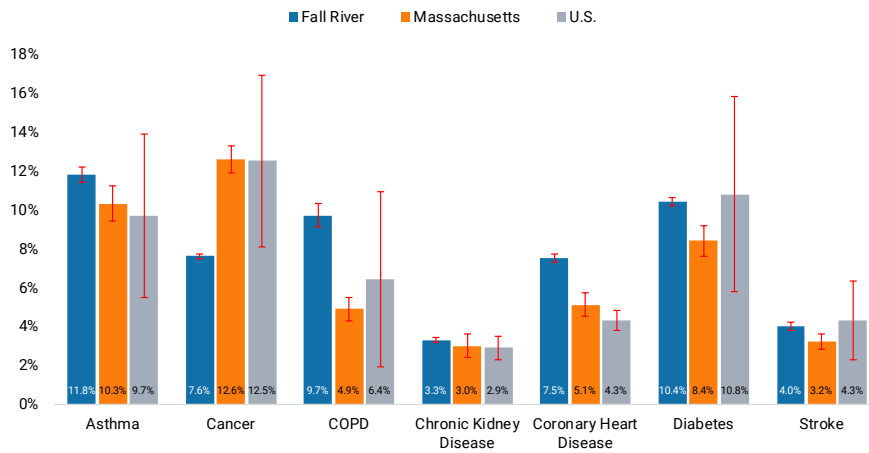 Fall River Massachusetts U.S.
18%
16%
14%
12%
10%
8%
6%
4%
2%
0%
11.8% 10.3% 9.7% 7.6% 12.6% 12.5% 9.7% 4.9% 6.4% 3.3% 3.0% 2.9% 7.5% 5.1% 4.3% 10.4% 8.4% 10.8% 4.0% 3.2% 4.3%
Asthma Cancer COPD Chronic Kidney Coronary Heart Diabetes Stroke
Disease Disease